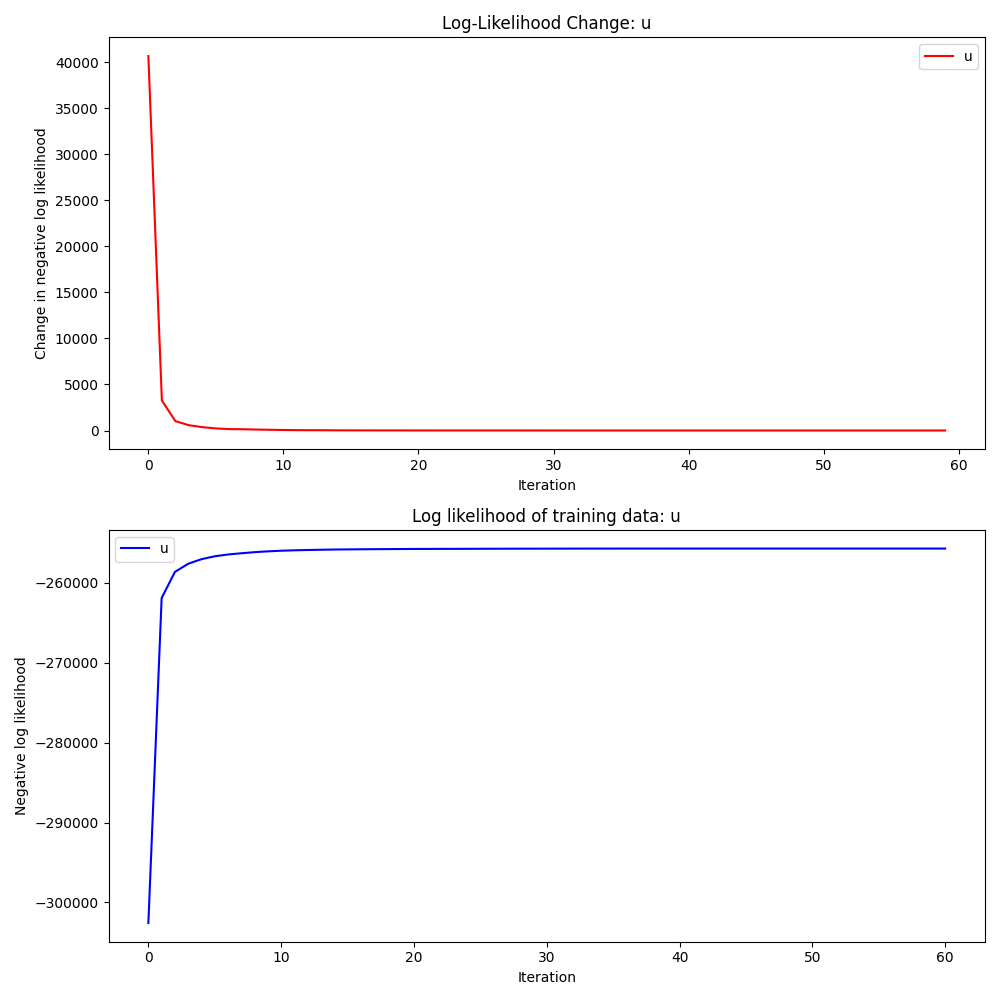 Log-Likelihood Change: u
u
Change in negative log likelihood
40000
35000
30000
25000
20000
15000
10000
5000
0
0 10 20 30 40 50 60
Iteration
Log likelihood of training data: u
u
Negative log likelihood
−260000
−270000
−280000
−290000
−300000
0 10 20 30 40 50 60
Iteration